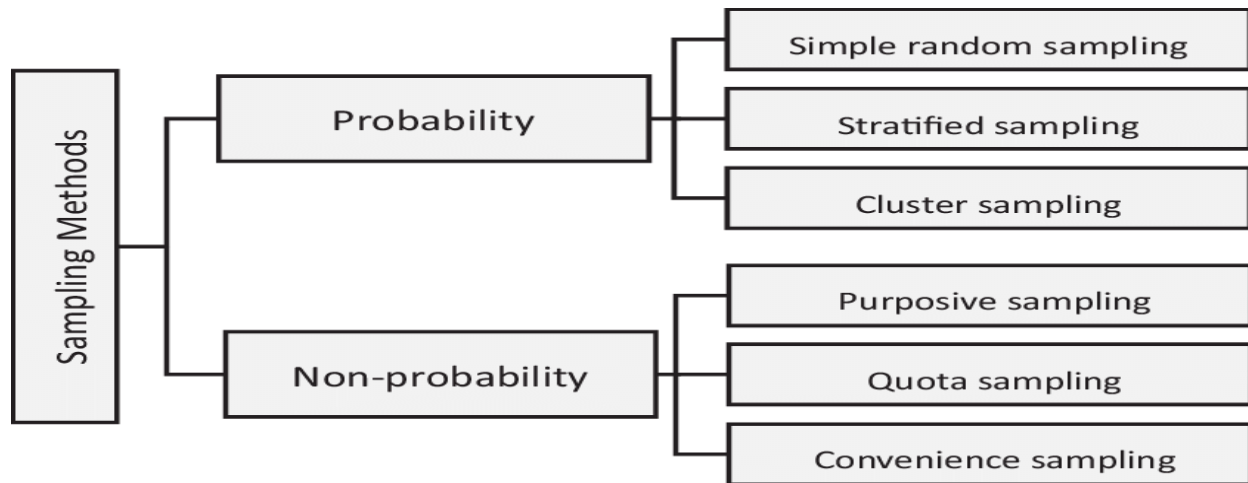 Sampling Methods
Probability
Simple random sampling
Stratified sampling
Cluster sampling
Non-probability
Purposive sampling
Quota sampling
Convenience sampling